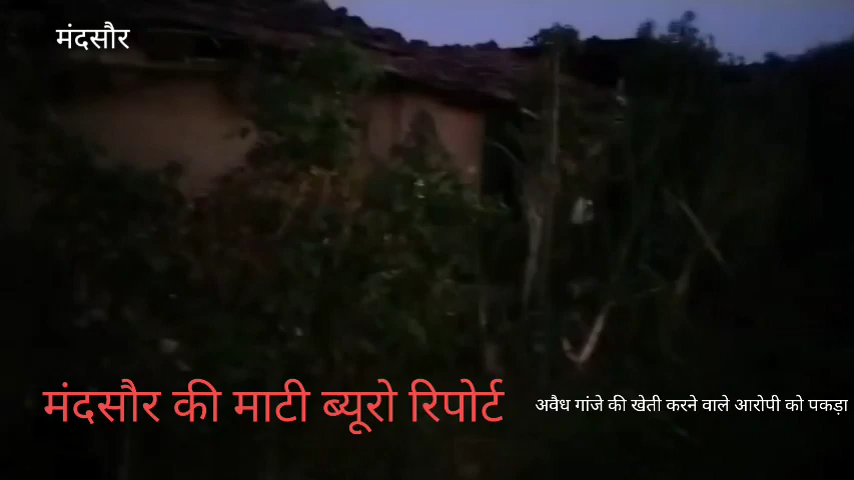 मंदसौर
मंदसौर की माटी ब्यूरो रिपोर्ट
अवैध गांजे की खेती करने वाले आरोपी को पकड़ा